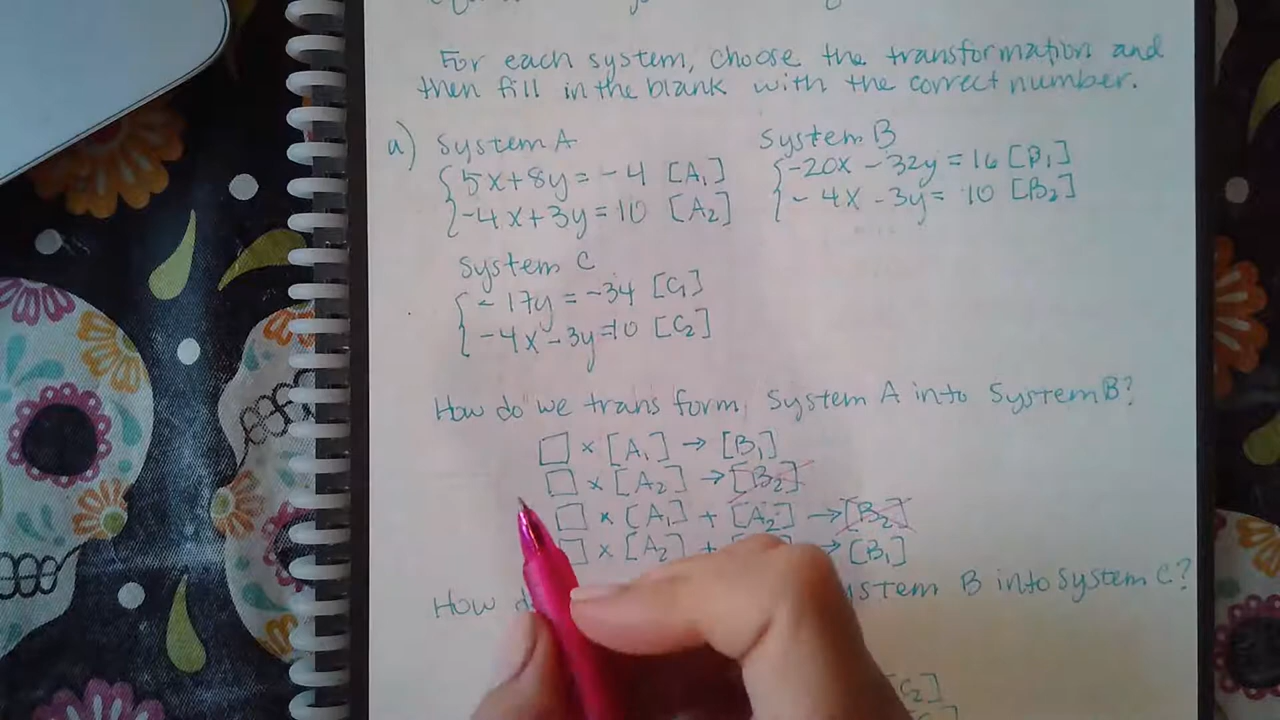 For each system, choose the transformation and
then fill in the blank with the correct number.
a) System A
5x+8y=-4 [A₁]
-4x+3y=10 [A₂]
System B
-20x-32y=16 [B₁]
-4x-3y=10 [B₂]
System C
-17y=-34 [C₁]
-4x-3y=10 [C₂]
How do we transform System A into System B?
□ × [A₁] → [B₁]
□ × [A₂] → [B₂]
□ × [A₁] + [A₂] → [B₂]
□ × [A₂] + → [B₁]
How
System B into System C?
[C₂]